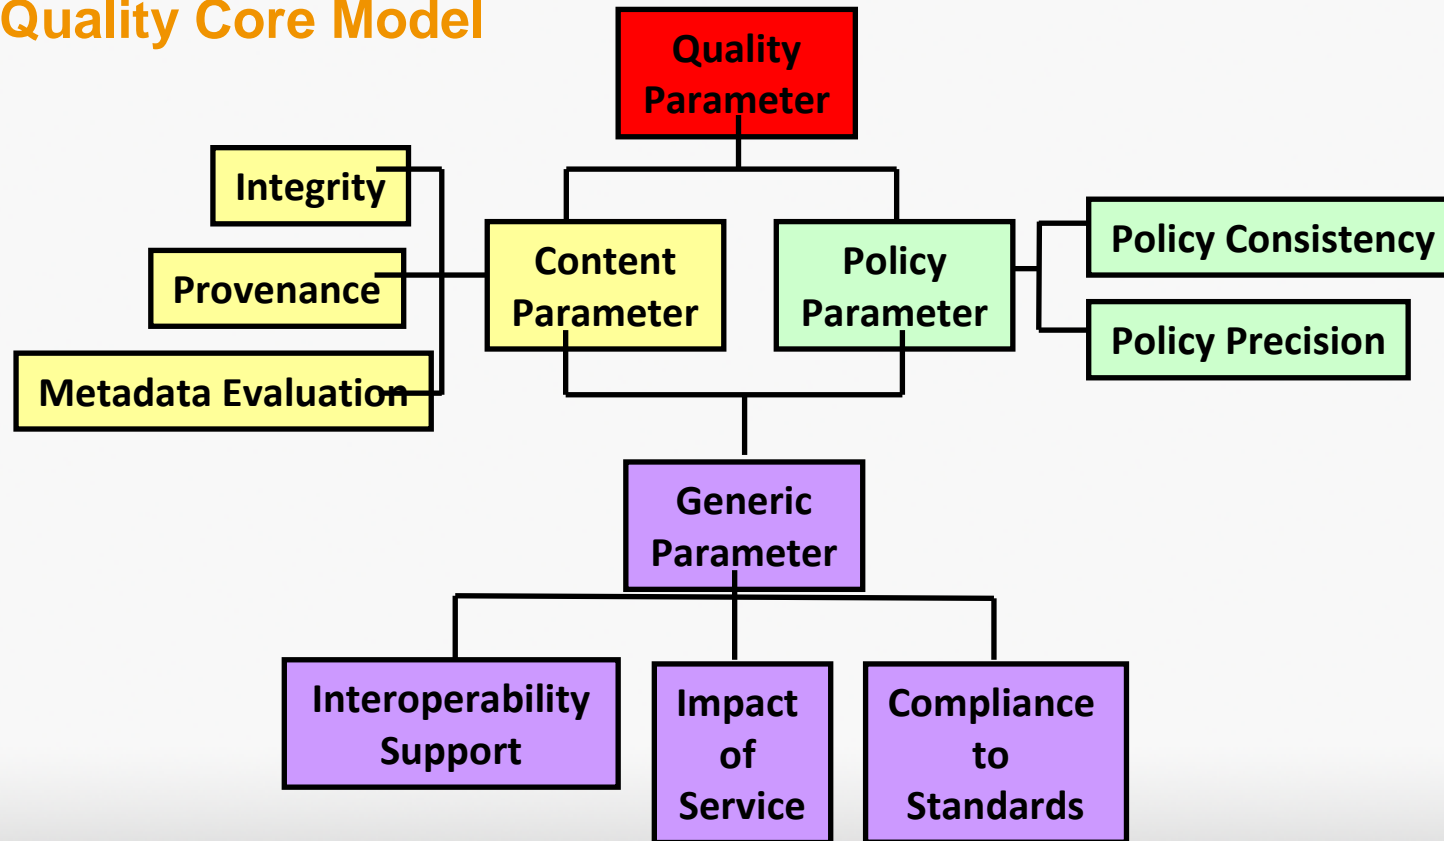 Quality Core Model
Quality
Parameter
Integrity
Provenance
Metadata Evaluation
Content
Parameter
Policy
Parameter
Policy Consistency
Policy Precision
Generic
Parameter
Interoperability
Support
Impact
of
Service
Compliance
to
Standards